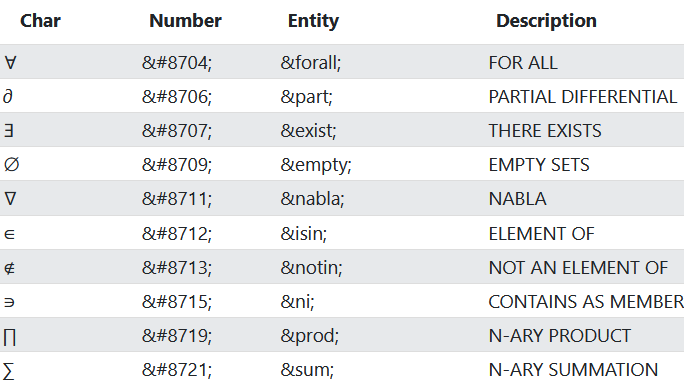 Char Number Entity Description
∀ &#8704; &forall; FOR ALL
∂ &#8706; &part; PARTIAL DIFFERENTIAL
∃ &#8707; &exist; THERE EXISTS
∅ &#8709; &empty; EMPTY SETS
∇ &#8711; &nabla; NABLA
∈ &#8712; &isin; ELEMENT OF
∉ &#8713; &notin; NOT AN ELEMENT OF
∋ &#8715; &ni; CONTAINS AS MEMBER
∏ &#8719; &prod; N-ARY PRODUCT
∑ &#8721; &sum; N-ARY SUMMATION